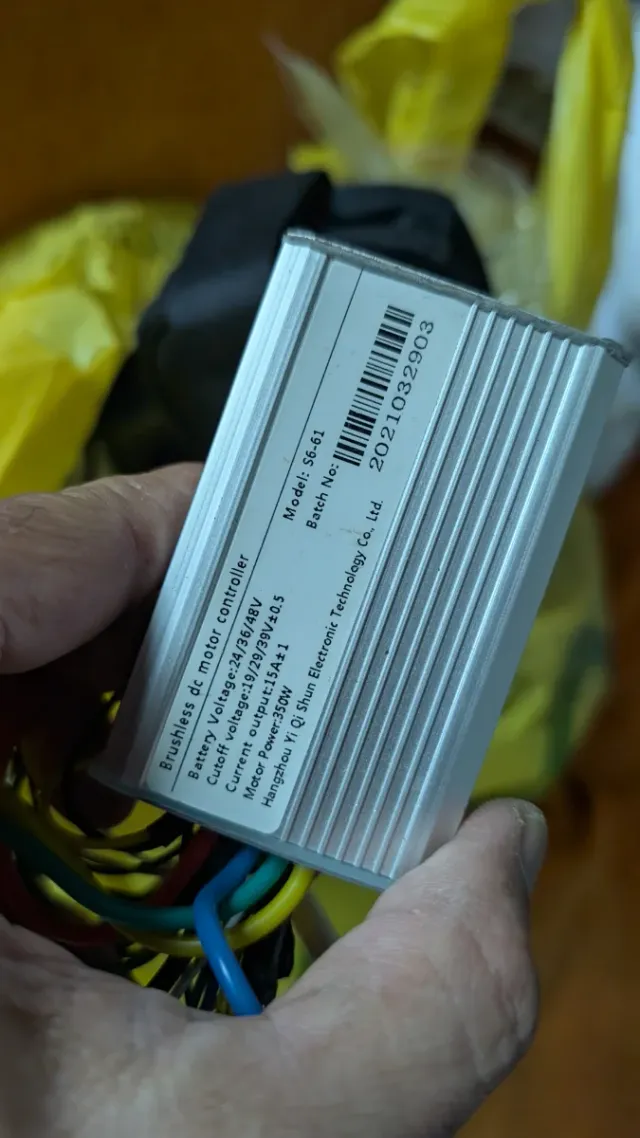 Brushless dc motor controller
Model: S6-61
Batch No:
2021032903
Battery Voltage:24/36/48V
Cutoff voltage:19/29/39V±0.5
Current output:15A±1
Motor Power:350W
Hangzhou Yi Qi Shun Electronic Technology Co., Ltd.